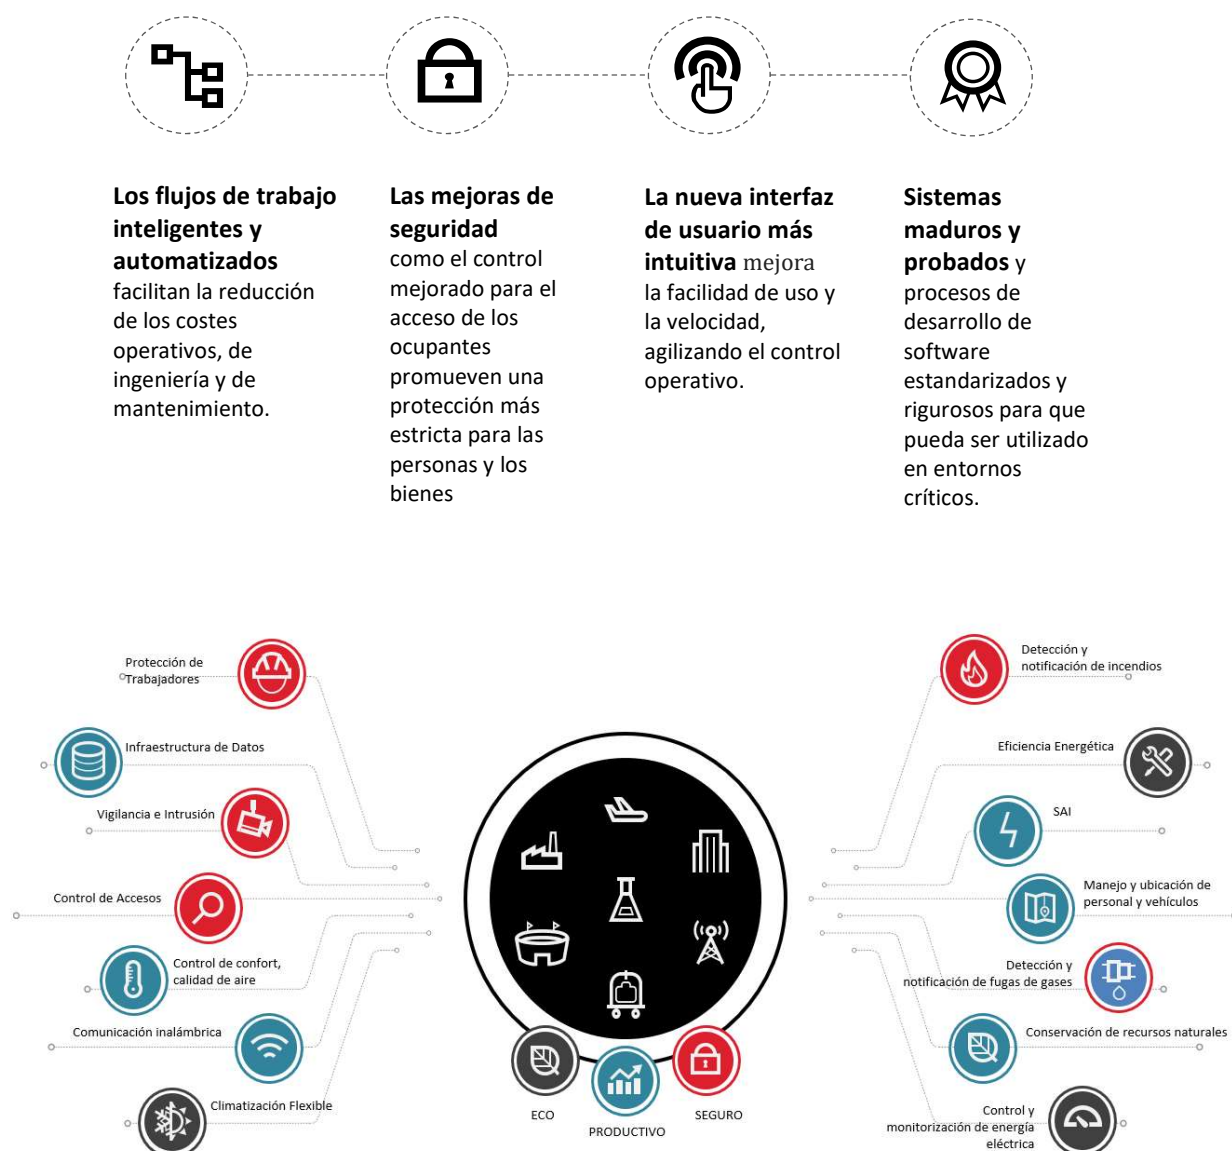 Los flujos de trabajo
inteligentes y
automatizados
facilitan la reducción
de los costes
operativos, de
ingeniería y de
mantenimiento.
Las mejoras de
seguridad
como el control
mejorado para el
acceso de los
ocupantes
promueven una
protección más
estricta para las
personas y los
bienes
La nueva interfaz
de usuario más
intuitiva mejora
la facilidad de uso y
la velocidad,
agilizando el control
operativo.
Sistemas
maduros y
probados y
procesos de
desarrollo de
software
estandarizados y
rigurosos para que
pueda ser utilizado
en entornos
críticos.
Protección de
Trabajadores
Infraestructura de Datos
Vigilancia e Intrusión
Control de Accesos
Control de confort,
calidad de aire
Comunicación inalámbrica
Climatización Flexible
ECO
PRODUCTIVO
SEGURO
Detección y
notificación de incendios
Eficiencia Energética
SAI
Manejo y ubicación de
personal y vehículos
Detección y
notificación de fugas de gases
Conservación de recursos naturales
Control y
monitorización de energía
eléctrica